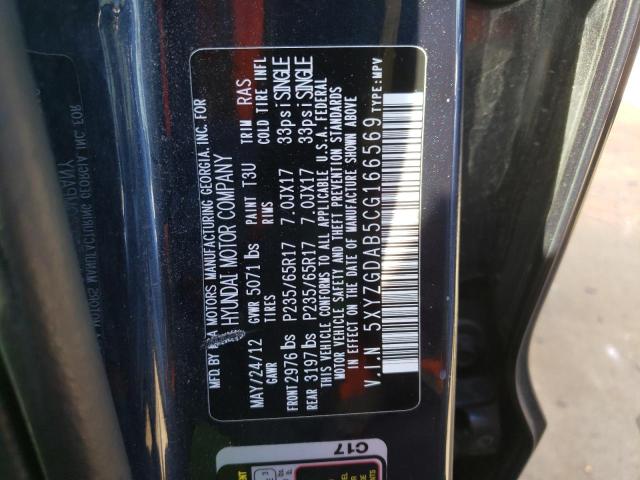 MFD BY KIA MOTORS MANUFACTURING GEORGIA, INC. FOR
HYUNDAI MOTOR COMPANY
MAY/24/12 GVWR 5071 lbs PAINT T3U TRIM RAS
GAWR TIRES RIMS COLD TIRE INFL
FRONT 2976 lbs P235/65R17 7.0JX17 33psi SINGLE
REAR 3197 lbs P235/65R17 7.0JX17 33psi SINGLE
THIS VEHICLE CONFORMS TO ALL APPLICABLE U.S.A. FEDERAL
MOTOR VEHICLE SAFETY AND THEFT PREVENTION STANDARDS
IN EFFECT ON THE DATE OF MANUFACTURE SHOWN ABOVE.
V.I.N 5XYZGDAB5CG166569 TYPE: MPV
C17